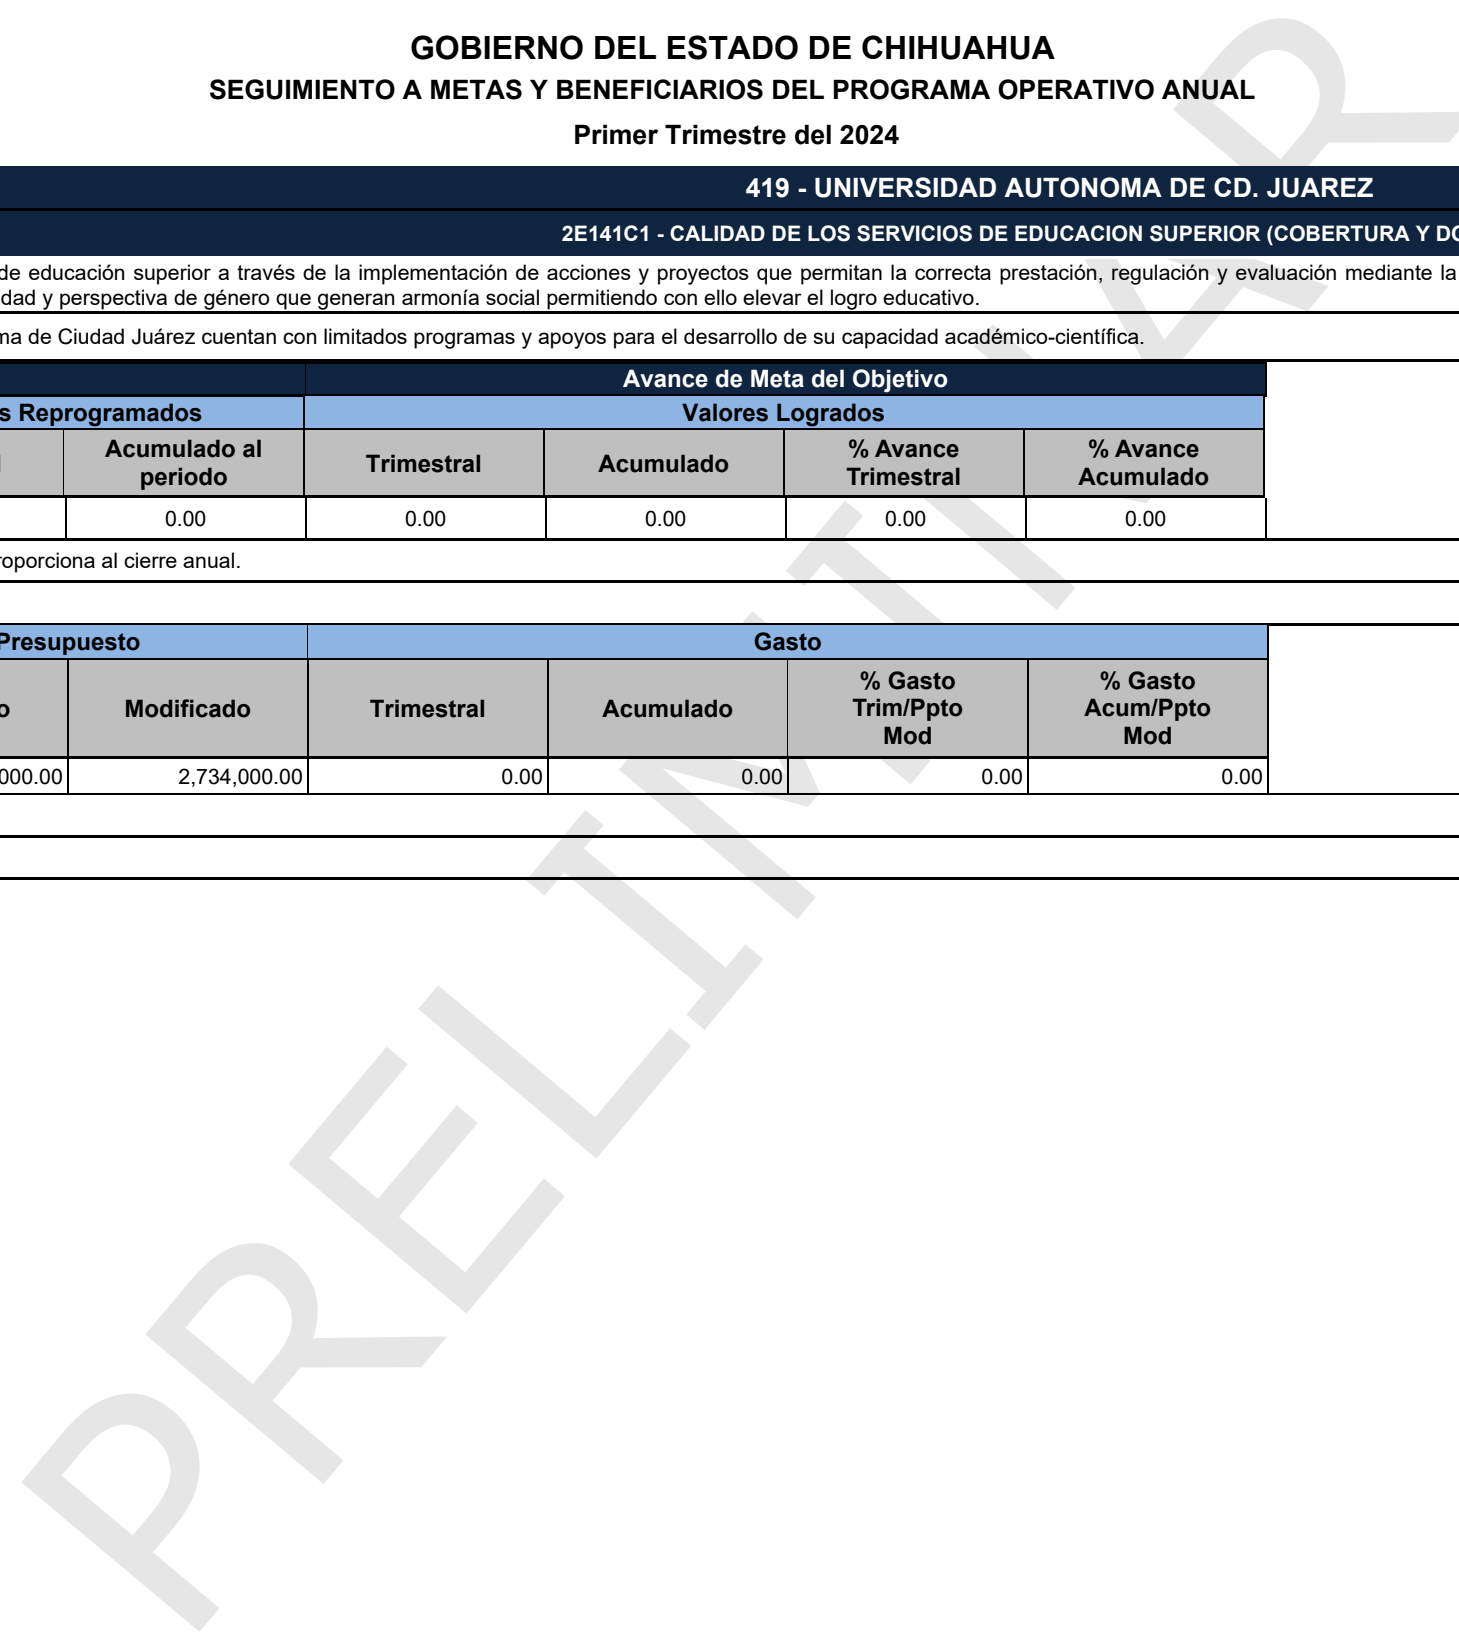 GOBIERNO DEL ESTADO DE CHIHUAHUA
SEGUIMIENTO A METAS Y BENEFICIARIOS DEL PROGRAMA OPERATIVO ANUAL
Primer Trimestre del 2024
419 - UNIVERSIDAD AUTONOMA DE CD. JUAREZ
2E141C1 - CALIDAD DE LOS SERVICIOS DE EDUCACION SUPERIOR (COBERTURA Y
de educación superior a través de la implementación de acciones y proyectos que permitan la correcta prestación, regulación y evaluación mediante la
y perspectiva de género que generan armonía social permitiendo con ello elevar el logro educativo.
de Ciudad Juárez cuentan con limitados programas y apoyos para el desarrollo de su capacidad académico-científica.
Avance de Meta del Objetivo
Reprogramados Valores Logrados
Acumulado al periodo Trimestral Acumulado % Avance Trimestral % Avance Acumulado
0.00 0.00 0.00 0.00 0.00
al cierre anual.
Presupuesto Gasto
Modificado Trimestral Acumulado % Gasto Trim/Ppto Mod % Gasto Acum/Ppto Mod
000.00 2,734,000.00 0.00 0.00 0.00 0.00
PRELIMINAR